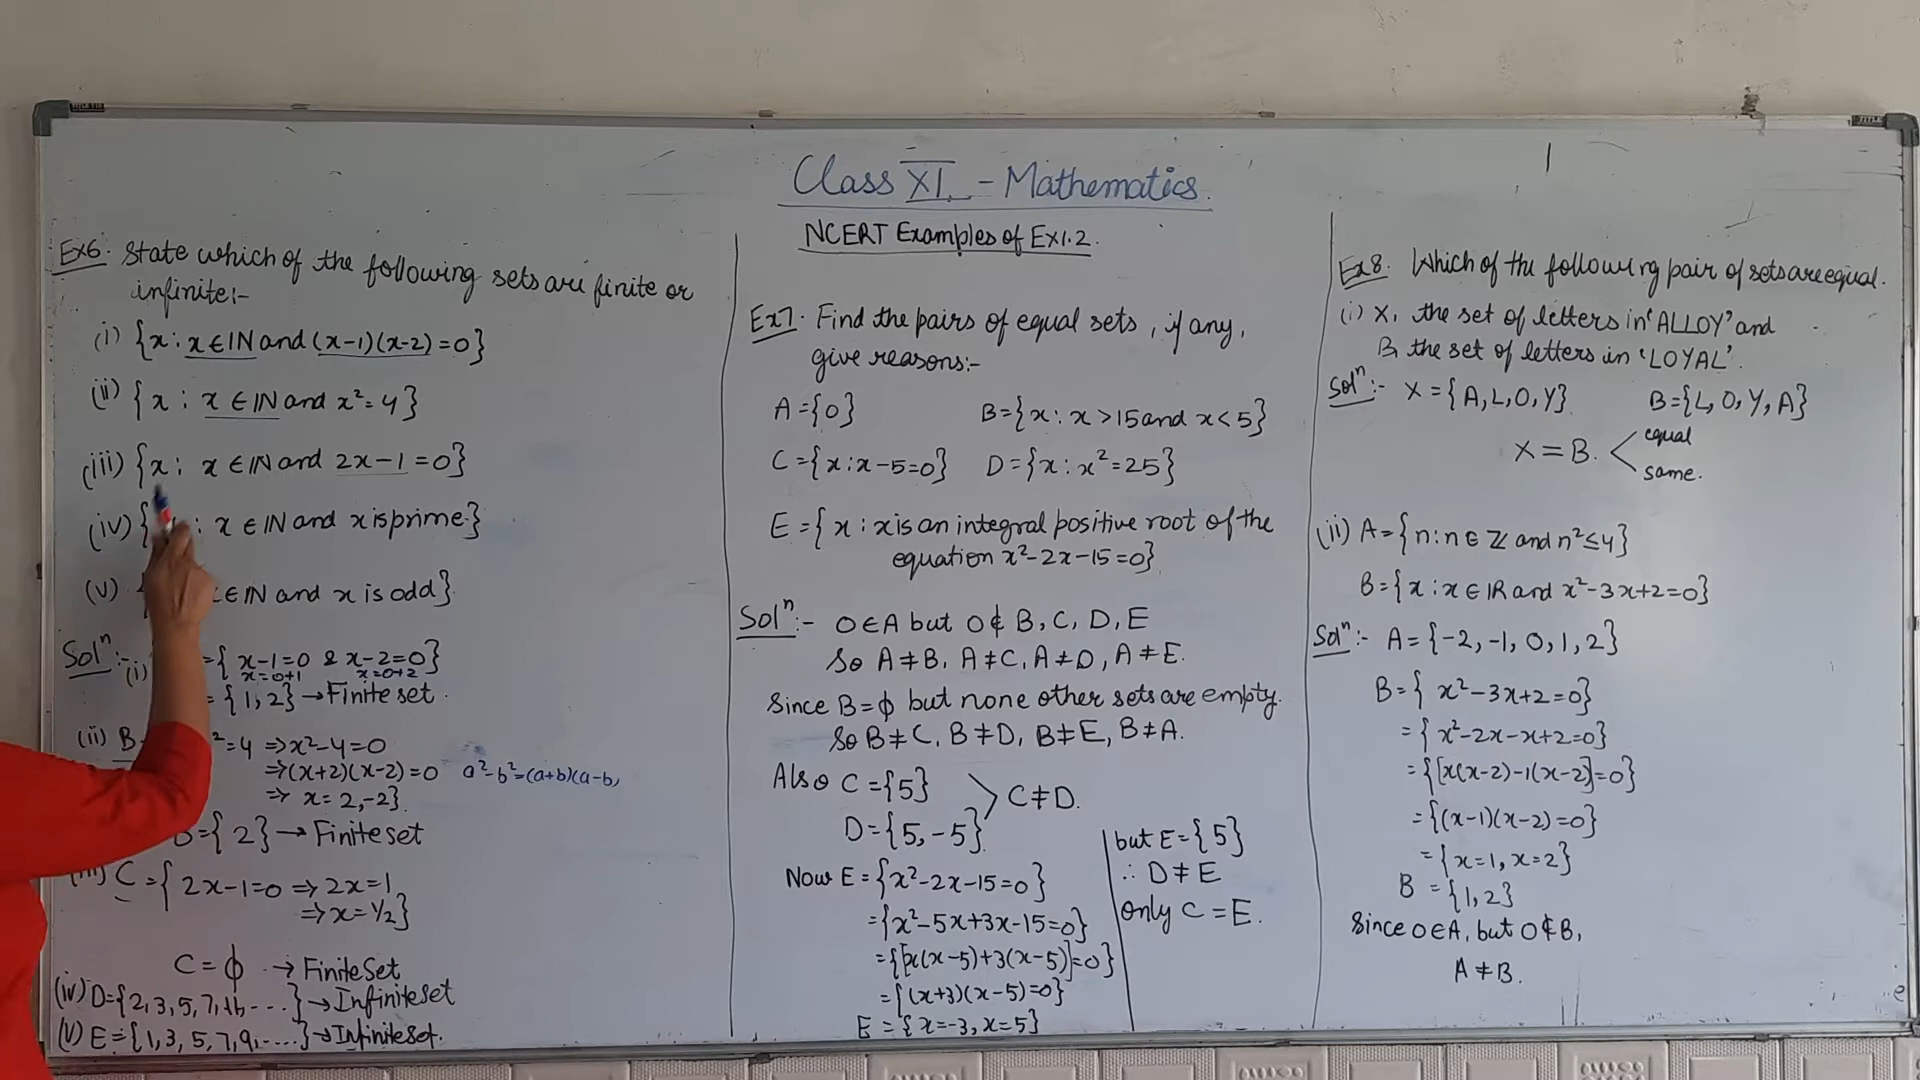 Class XI - Mathematics.
NCERT Examples of Ex1.2.
Ex6. State which of the following sets are finite or
infinite:-
(i) {x : x ∈ IN and (x-1)(x-2)=0}
(ii) {x : x ∈ IN and x²=4}
(iii) {x : x ∈ IN and 2x-1=0}
(iv) { : x ∈ IN and x is prime.}
(v) ∈ IN and x is odd}.
Solⁿ:-
(i) ={ x-1=0 & x-2=0}
x=0+1 x=0+2
= {1,2} → Finite set.
(ii) B ²=4 ⇒ x²-4=0
⇒ (x+2)(x-2)=0 a²-b²=(a+b)(a-b,
⇒ x=2,-2}.
={2} → Finite set
C = { 2x-1=0 ⇒ 2x=1
⇒ x=1/2}
C = ϕ → Finite Set
(iv) D={2,3,5,7,11,----} → Infinite set
(v) E={1,3,5,7,9,----} → Infinite set.
Ex7. Find the pairs of equal sets, if any,
give reasons:-
A={0} B={x : x>15 and x<5}
C={x : x-5=0} D={x : x²=25}
E={x : x is an integral positive root of the
equation x²-2x-15=0}
Solⁿ:- 0∈A but 0∉B, C, D, E
So A≠B, A≠C, A≠D, A≠E.
Since B=ϕ but none other sets are empty.
So B≠C, B≠D, B≠E, B≠A.
Also C={5}
D={5,-5} C≠D.
Now E={x²-2x-15=0}
={x²-5x+3x-15=0}
={[x(x-5)+3(x-5)]=0}
={(x+3)(x-5)=0}
E={x=-3, x=5}
but E={5}
∴ D≠E
Only C=E.
Ex8. Which of the following pair of sets are equal.
(i) X, the set of letters in 'ALLOY' and
B, the set of letters in 'LOYAL'.
Solⁿ:- X={A,L,O,Y} B={L,O,Y,A}
X=B. equal
same.
(ii) A={n : n∈Z and n²≤4}
B={x : x∈IR and x²-3x+2=0}
Solⁿ:- A={-2,-1,0,1,2}
B={ x²-3x+2=0}
={ x²-2x-x+2=0}
={[x(x-2)-1(x-2)]=0}
={(x-1)(x-2)=0}
={x=1, x=2}
B={1,2}
Since 0∈A, but 0∉B,
A≠B.